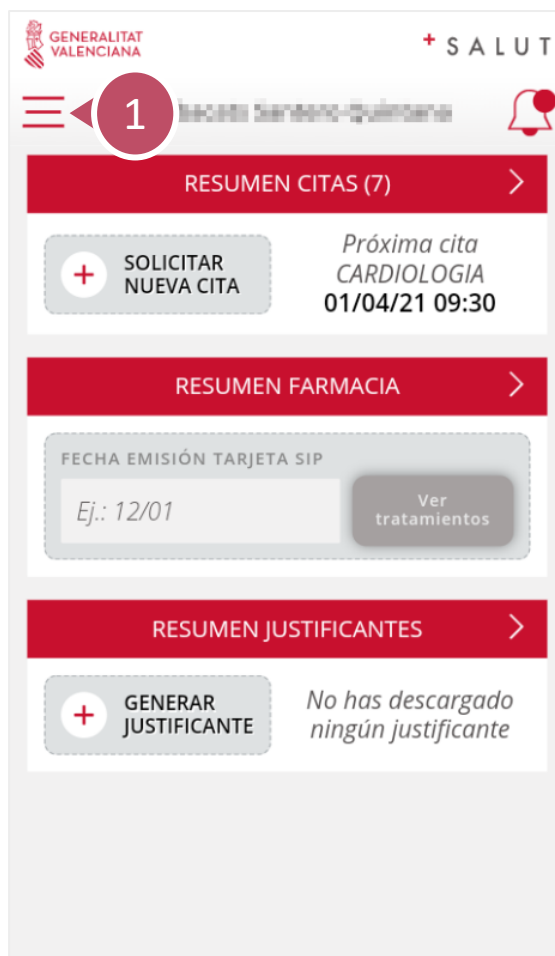 GENERALITAT
VALENCIANA
+SALUT
1
RESUMEN CITAS (7)
SOLICITAR
NUEVA CITA
Próxima cita
CARDIOLOGIA
01/04/21 09:30
RESUMEN FARMACIA
FECHA EMISIÓN TARJETA SIP
Ej.: 12/01
Ver
tratamientos
RESUMEN JUSTIFICANTES
GENERAR
JUSTIFICANTE
No has descargado
ningún justificante